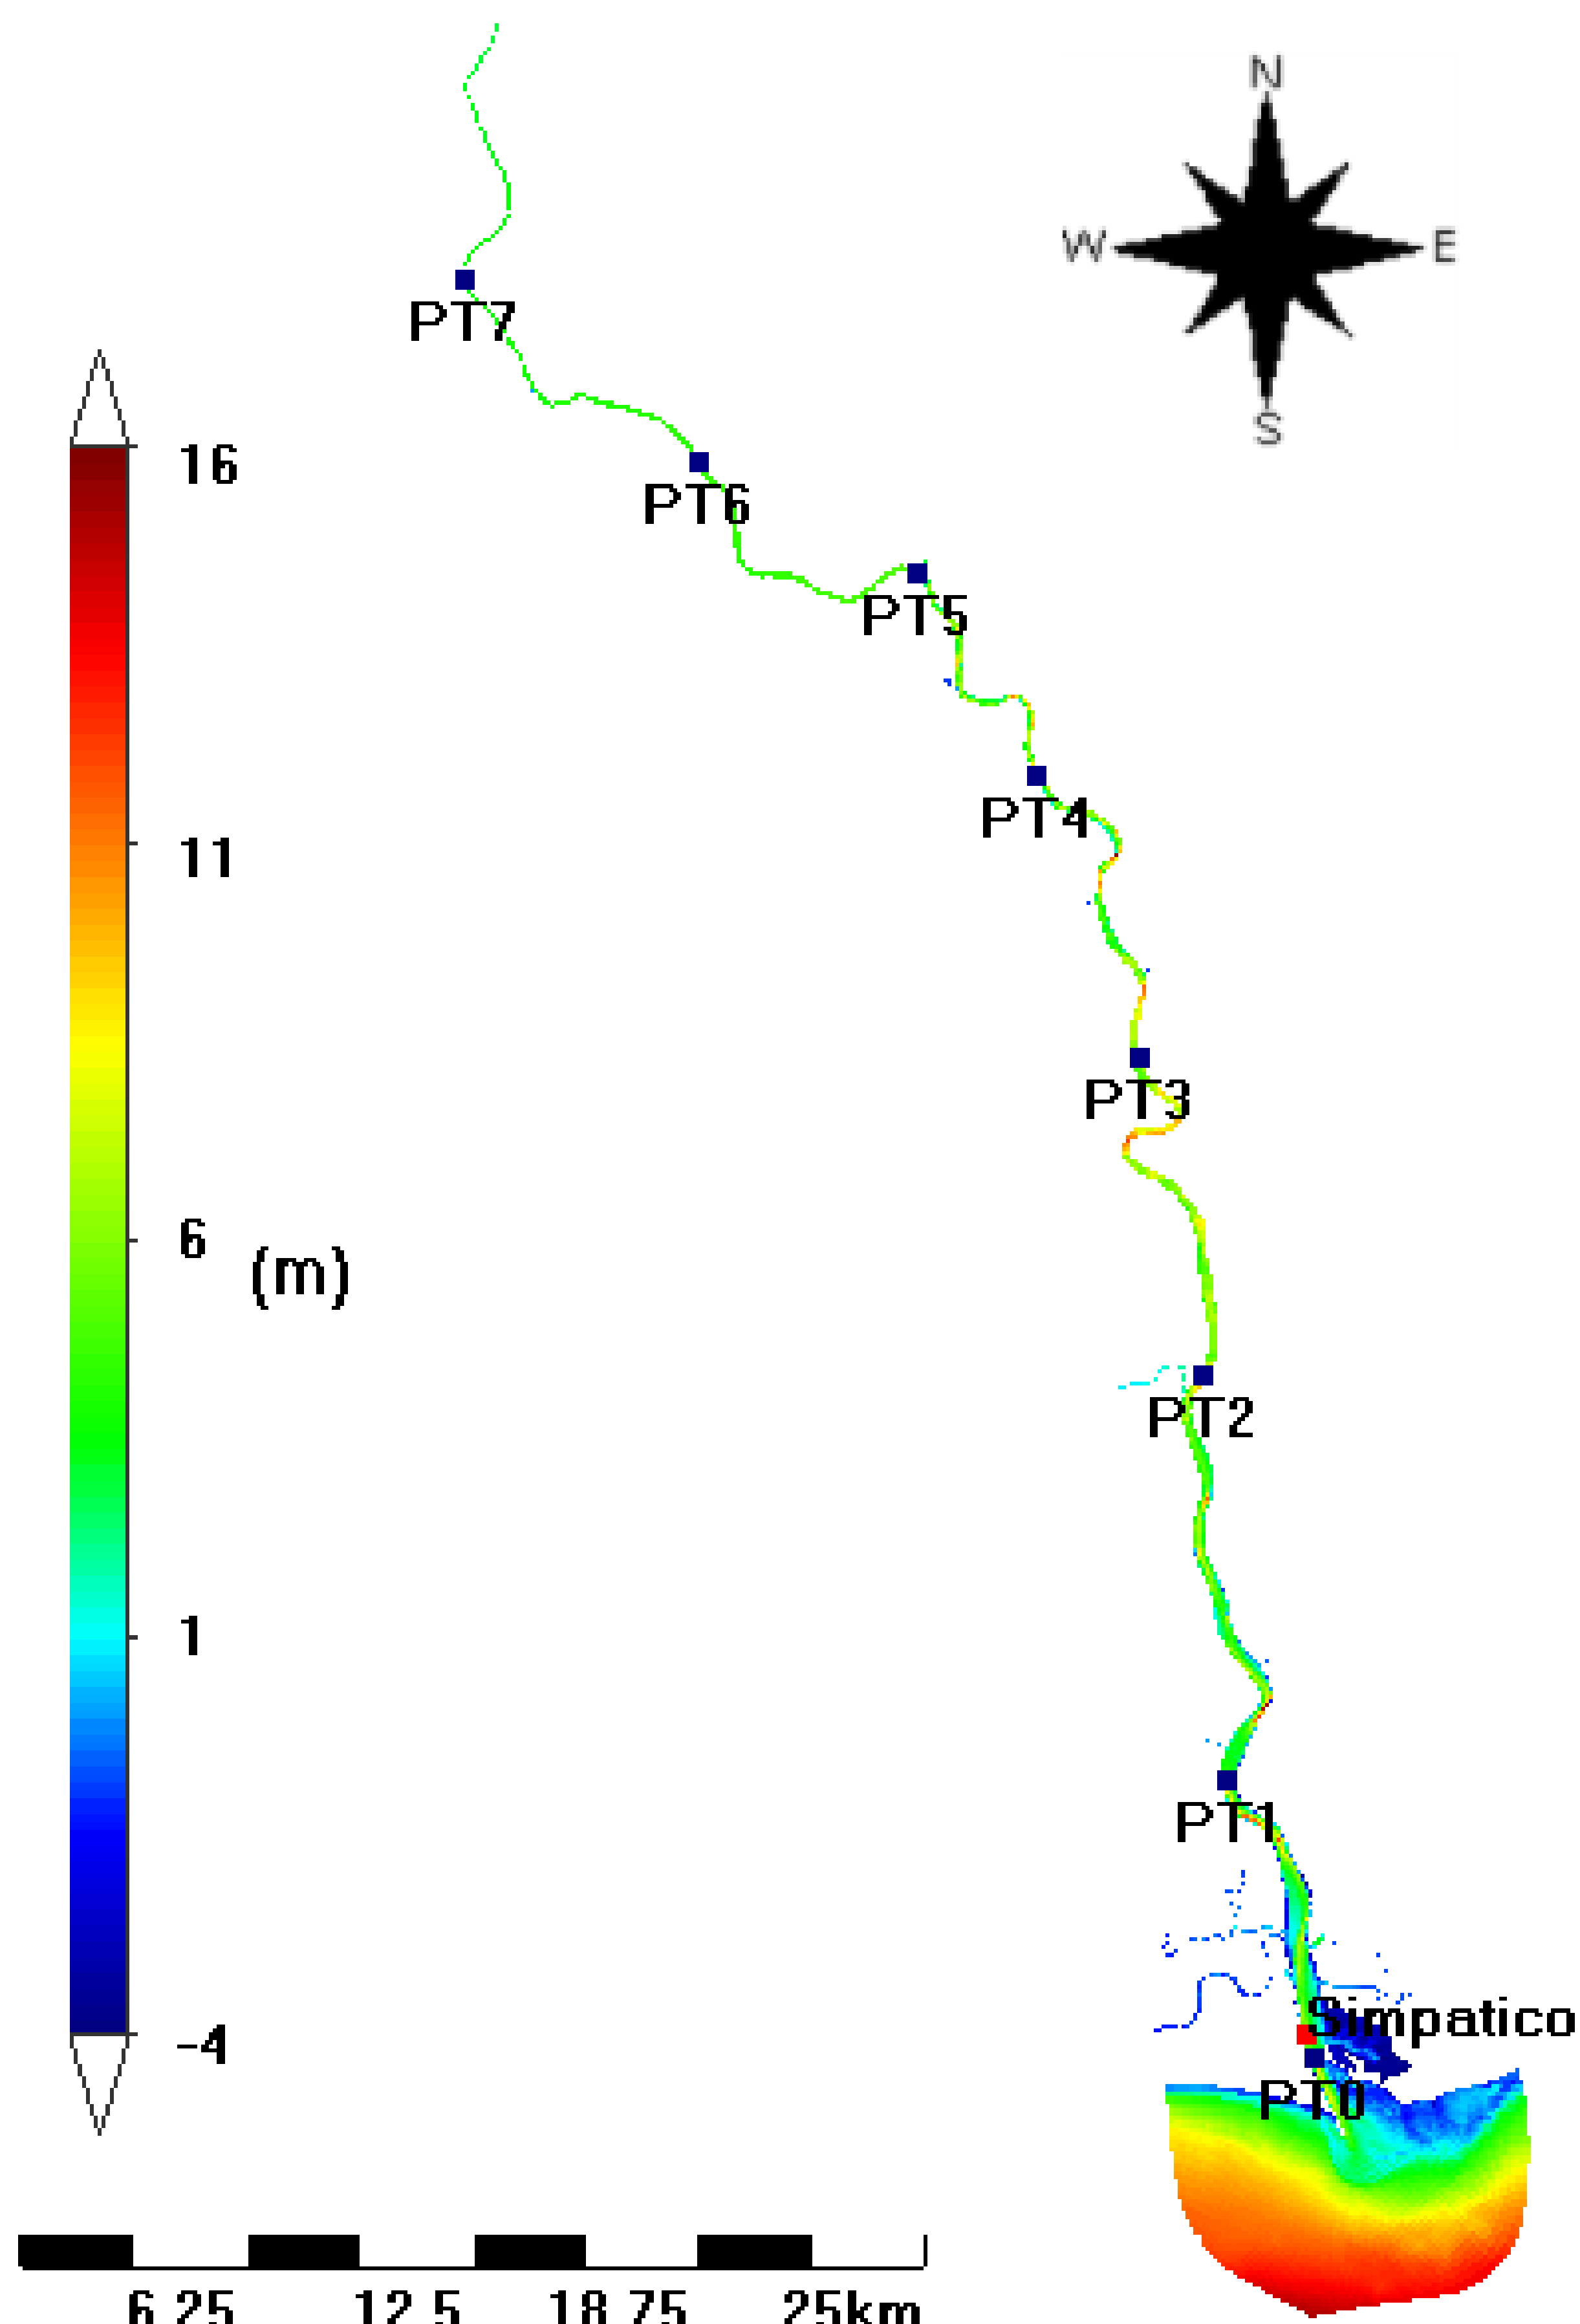 N
W E
S
PT7
16
PT6
PT5
PT4
11
PT3
6
(m)
PT2
1
PT1
Simpatico
-4
PT0
6.25 12.5 18.75 25km